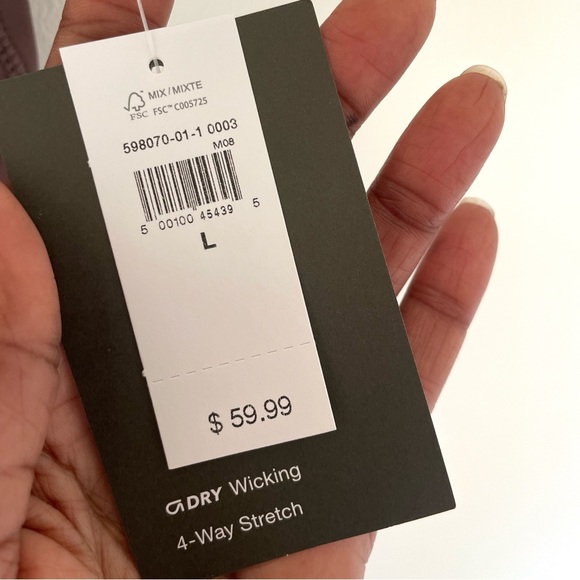 MIX / MIXTE
FSC FSC™ C005725
598070-01-1 0003
M08
5 00100 45439 5
L
$ 59.99
DRY Wicking
4-Way Stretch